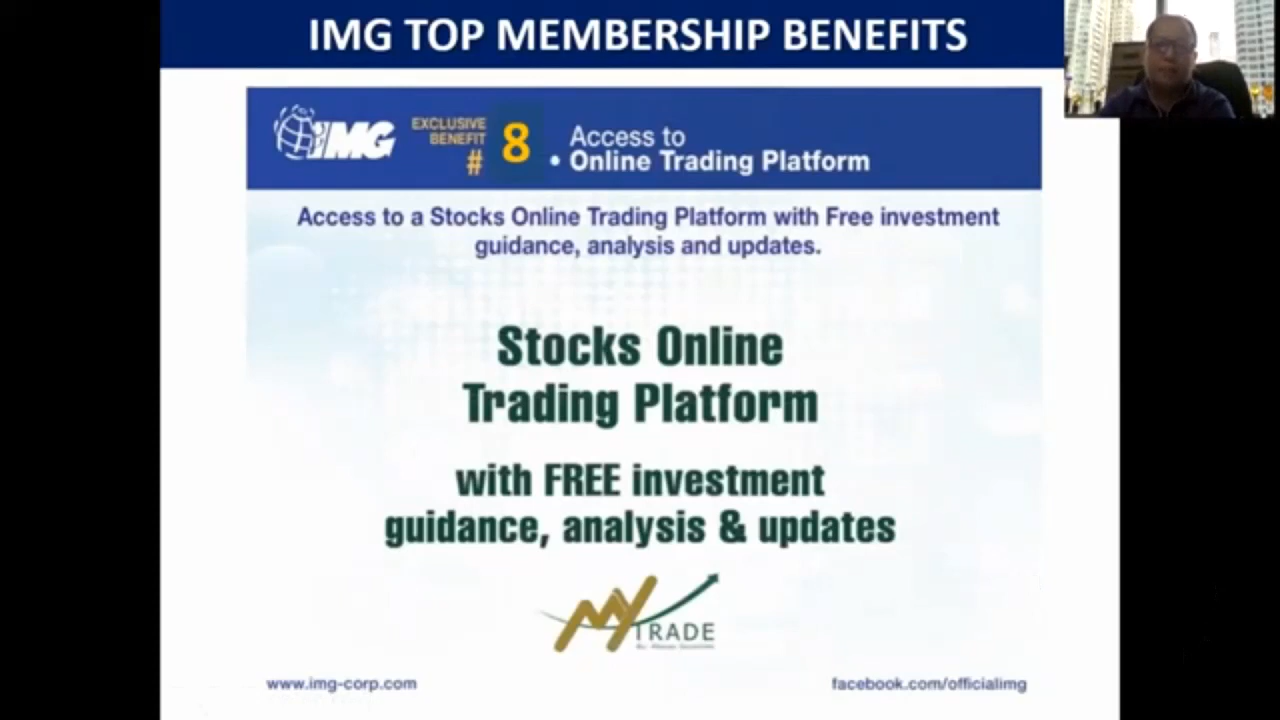 IMG TOP MEMBERSHIP BENEFITS
IMG
EXCLUSIVE
BENEFIT
# 8
Access to
• Online Trading Platform
Access to a Stocks Online Trading Platform with Free investment
guidance, analysis and updates.
Stocks Online
Trading Platform
with FREE investment
guidance, analysis & updates
MYTRADE
www.img-corp.com
facebook.com/officialimg